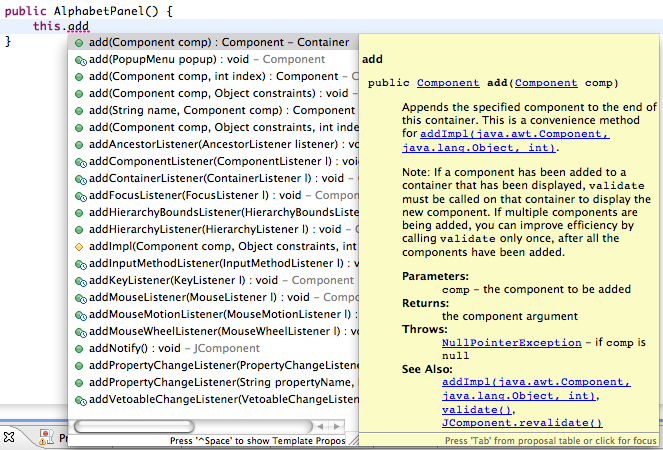 public AlphabetPanel() {
this.add
}
add(Component comp) : Component – Container
add(PopupMenu popup) : void – Component
add(Component comp, int index) : Component – C
add(Component comp, Object constraints) : void –
add(String name, Component comp) : Component
add(Component comp, Object constraints, int inde
addAncestorListener(AncestorListener listener) : void
addComponentListener(ComponentListener l) : void
addContainerListener(ContainerListener l) : void –
addFocusListener(FocusListener l) : void – Compon
addHierarchyBoundsListener(HierarchyBoundsListe
addHierarchyListener(HierarchyListener l) : void –
addImpl(Component comp, Object constraints, int
addInputMethodListener(InputMethodListener l) : v
addKeyListener(KeyListener l) : void – Component
addMouseListener(MouseListener l) : void – Compo
addMouseMotionListener(MouseMotionListener l) :
addMouseWheelListener(MouseWheelListener l) : v
addNotify() : void – JComponent
addPropertyChangeListener(PropertyChangeListene
addPropertyChangeListener(String propertyName, 
addVetoableChangeListener(VetoableChangeListen
Press '^Space' to show Template Propos
add
public Component add(Component comp)
Appends the specified component to the end of
this container. This is a convenience method
for addImpl(java.awt.Component,
java.lang.Object, int).
Note: If a component has been added to a
container that has been displayed, validate
must be called on that container to display the
new component. If multiple components are
being added, you can improve efficiency by
calling validate only once, after all the
components have been added.
Parameters:
comp – the component to be added
Returns:
the component argument
Throws:
NullPointerException – if comp is
null
See Also:
addImpl(java.awt.Component,
java.lang.Object, int),
validate(),
JComponent.revalidate()
Press 'Tab' from proposal table or click for focus